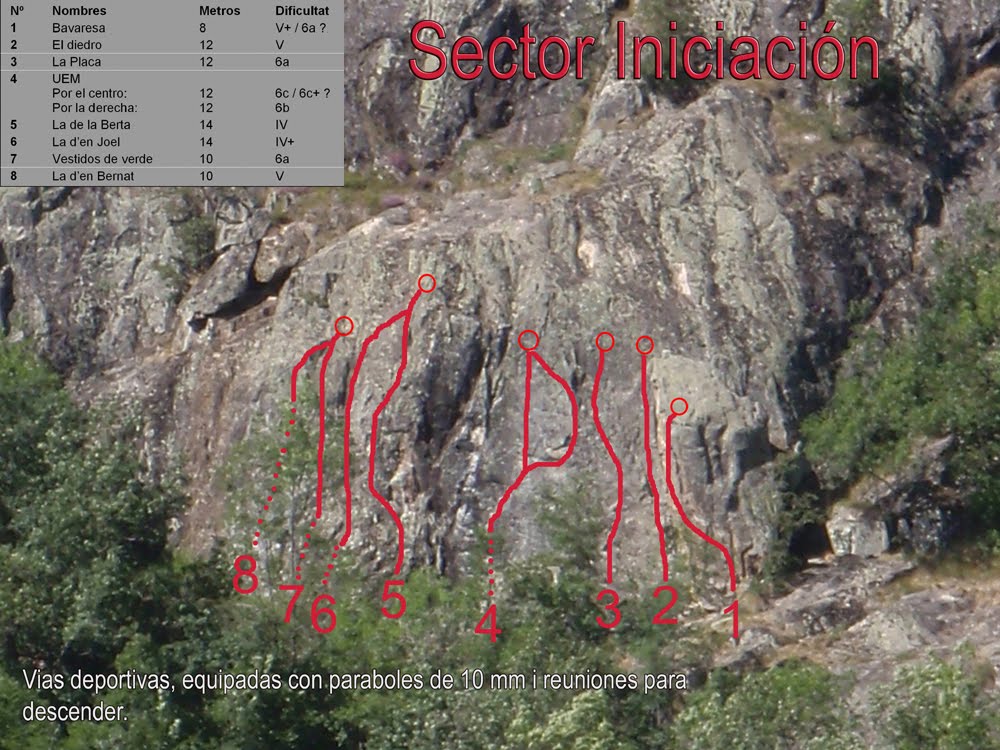 Nº Nombres Metros Dificultat
1 Bavaresa 8 V+ / 6a ?
2 El diedro 12 V
3 La Placa 12 6a
4 UEM
Por el centro: 12 6c / 6c+ ?
Por la derecha: 12 6b
5 La de la Berta 14 IV
6 La d'en Joel 14 IV+
7 Vestidos de verde 10 6a
8 La d'en Bernat 10 V
Sector Iniciación
8
7
6
5
4
3
2
1
Vias deportivas, equipadas con paraboles de 10 mm i reuniones para
descender.